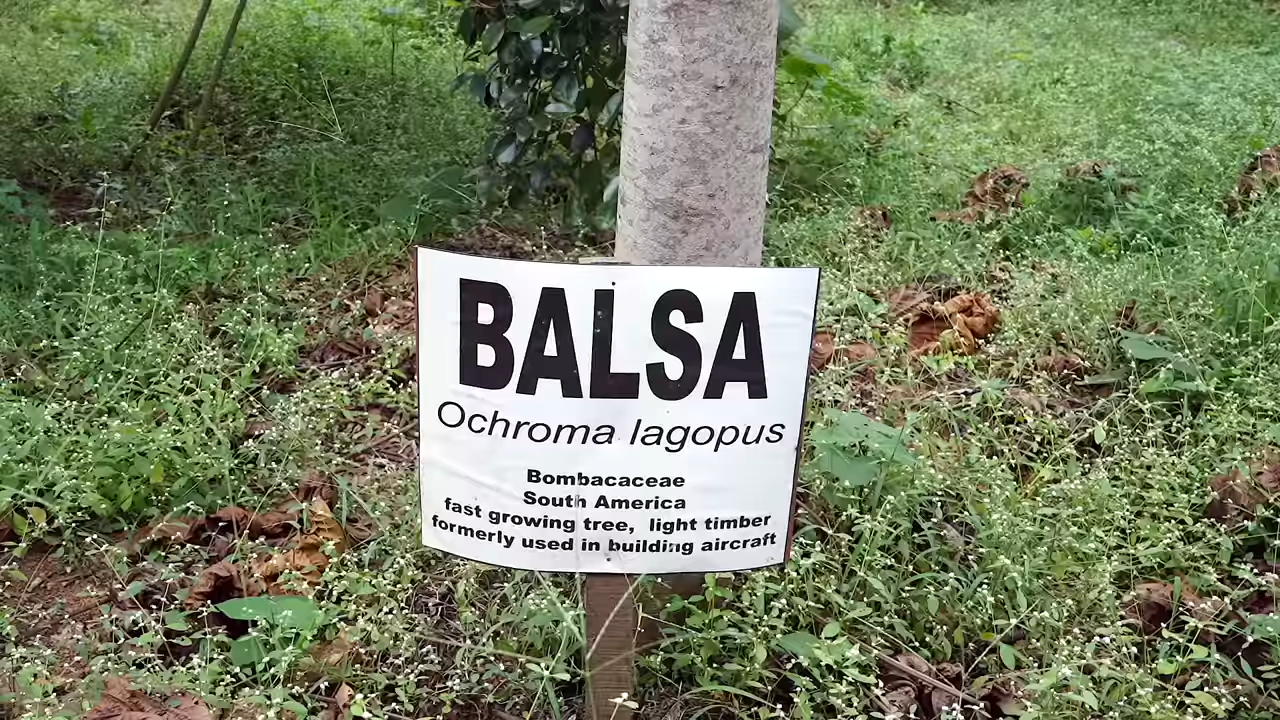 BALSA
Ochroma lagopus
Bombacaceae
South America
fast growing tree, light timber
formerly used in building aircraft